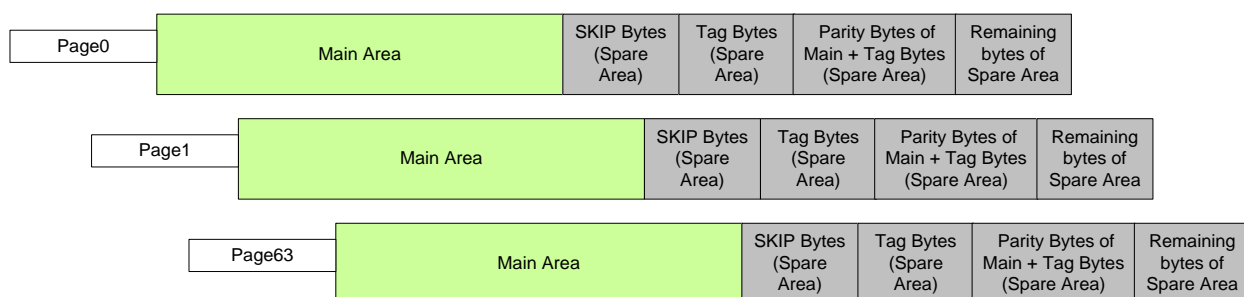 Page0
Main Area
SKIP Bytes
(Spare
Area)
Tag Bytes
(Spare
Area)
Parity Bytes of
Main + Tag Bytes
(Spare Area)
Remaining
bytes of
Spare Area
Page1
Main Area
SKIP Bytes
(Spare
Area)
Tag Bytes
(Spare
Area)
Parity Bytes of
Main + Tag Bytes
(Spare Area)
Remaining
bytes of
Spare Area
Page63
Main Area
SKIP Bytes
(Spare
Area)
Tag Bytes
(Spare
Area)
Parity Bytes of
Main + Tag Bytes
(Spare Area)
Remaining
bytes of
Spare Area